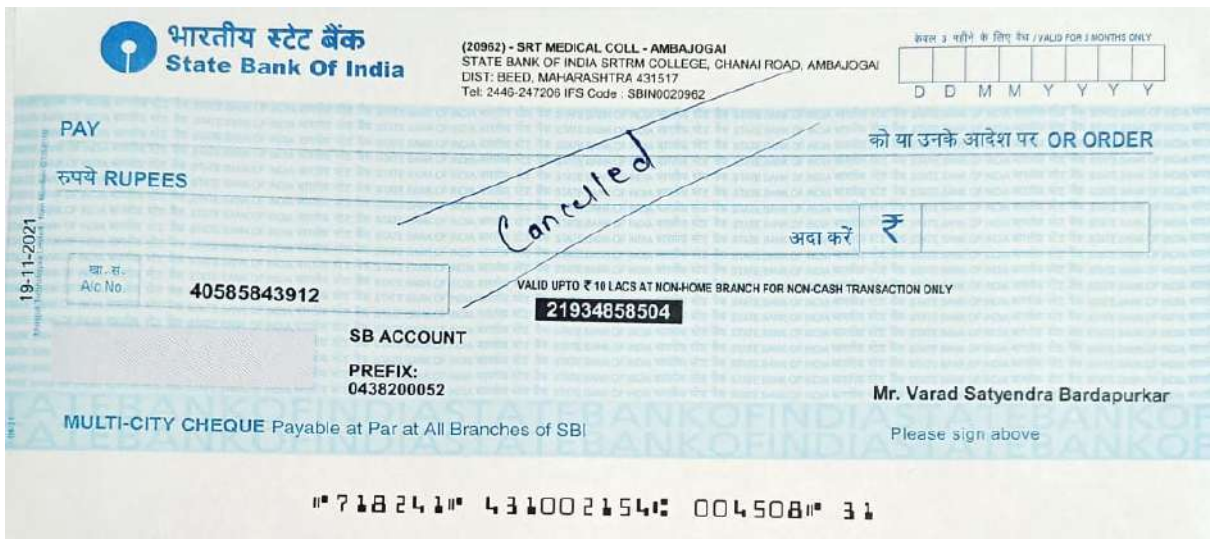 भारतीय स्टेट बैंक
State Bank Of India
(20962) - SRT MEDICAL COLL - AMBAJOGAI
STATE BANK OF INDIA SRTRM COLLEGE, CHANAI ROAD, AMBAJOGAI
DIST: BEED, MAHARASHTRA 431517
Tel: 2446-247206 IFS Code : SBIN0020962
केवल 3 महीने के लिए वैध / VALID FOR 3 MONTHS ONLY
D D M M Y Y Y Y
PAY
को या उनके आदेश पर OR ORDER
रुपये RUPEES
Cancelled
अदा करें ₹
19-11-2021
खा. सं.
A/c No.
40585843912
VALID UPTO ₹ 10 LACS AT NON-HOME BRANCH FOR NON-CASH TRANSACTION ONLY
21934858504
SB ACCOUNT
PREFIX:
0438200052
Mr. Varad Satyendra Bardapurkar
MULTI-CITY CHEQUE Payable at Par at All Branches of SBI
Please sign above
⑈718241⑈ 431002154⑆ 004508⑈ 31